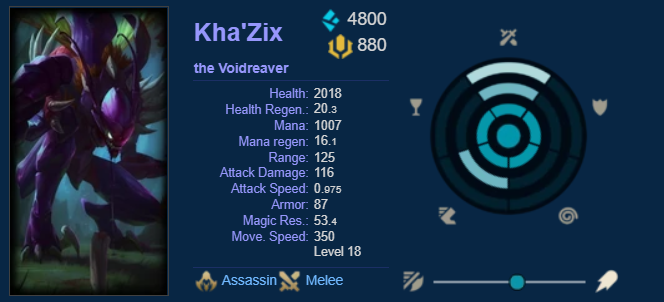 Kha'Zix
4800
880
the Voidreaver
Health: 2018
Health Regen.: 20.3
Mana: 1007
Mana regen: 16.1
Range: 125
Attack Damage: 116
Attack Speed: 0.975
Armor: 87
Magic Res.: 53.4
Move. Speed: 350
Level 18
Assassin Melee